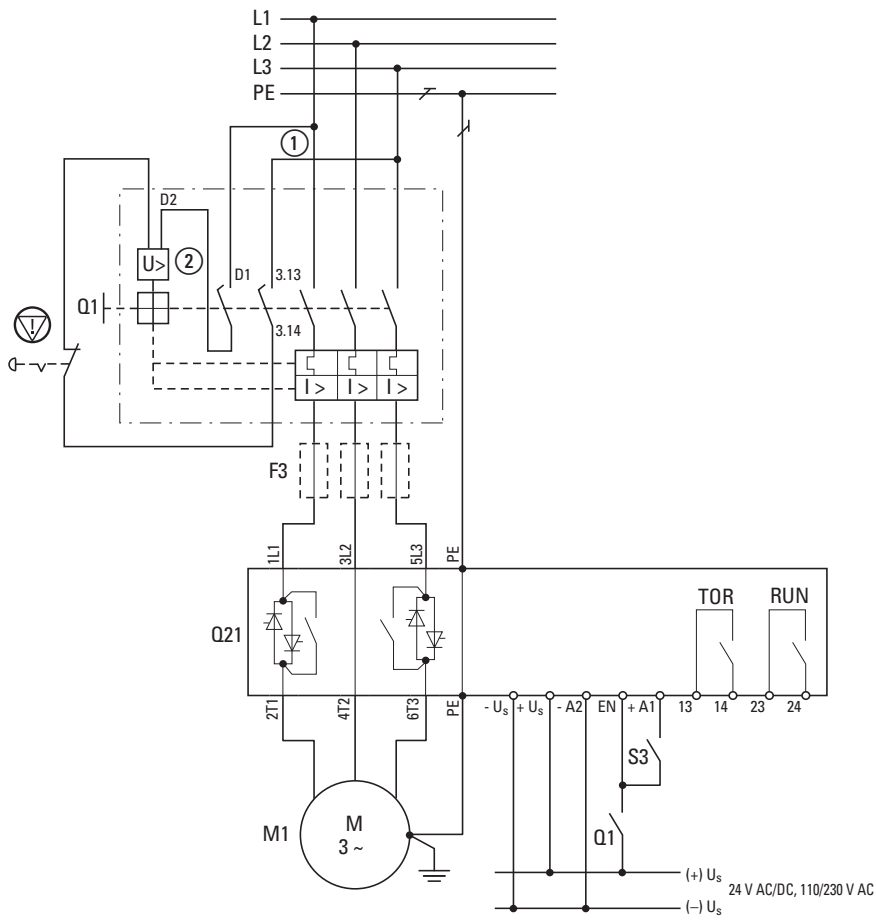 L1
L2
L3
PE
1
D2
U>
2
D1
3.13
Q1
!
3.14
I > I > I >
F3
1L1
3L2
5L3
PE
TOR
RUN
Q21
2T1
4T2
6T3
PE
- Us + Us - A2 EN + A1 13 14 23 24
S3
M1
M
3 ~
Q1
(+) Us
24 V AC/DC, 110/230 V AC
(−) Us